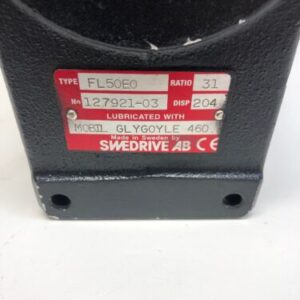 TYPE FL50E0 RATIO 31
No 127921-03 DISP 204
LUBRICATED WITH
MOBIL GLYGOYLE 460
Made in Sweden by
SWEDRIVE AB CE